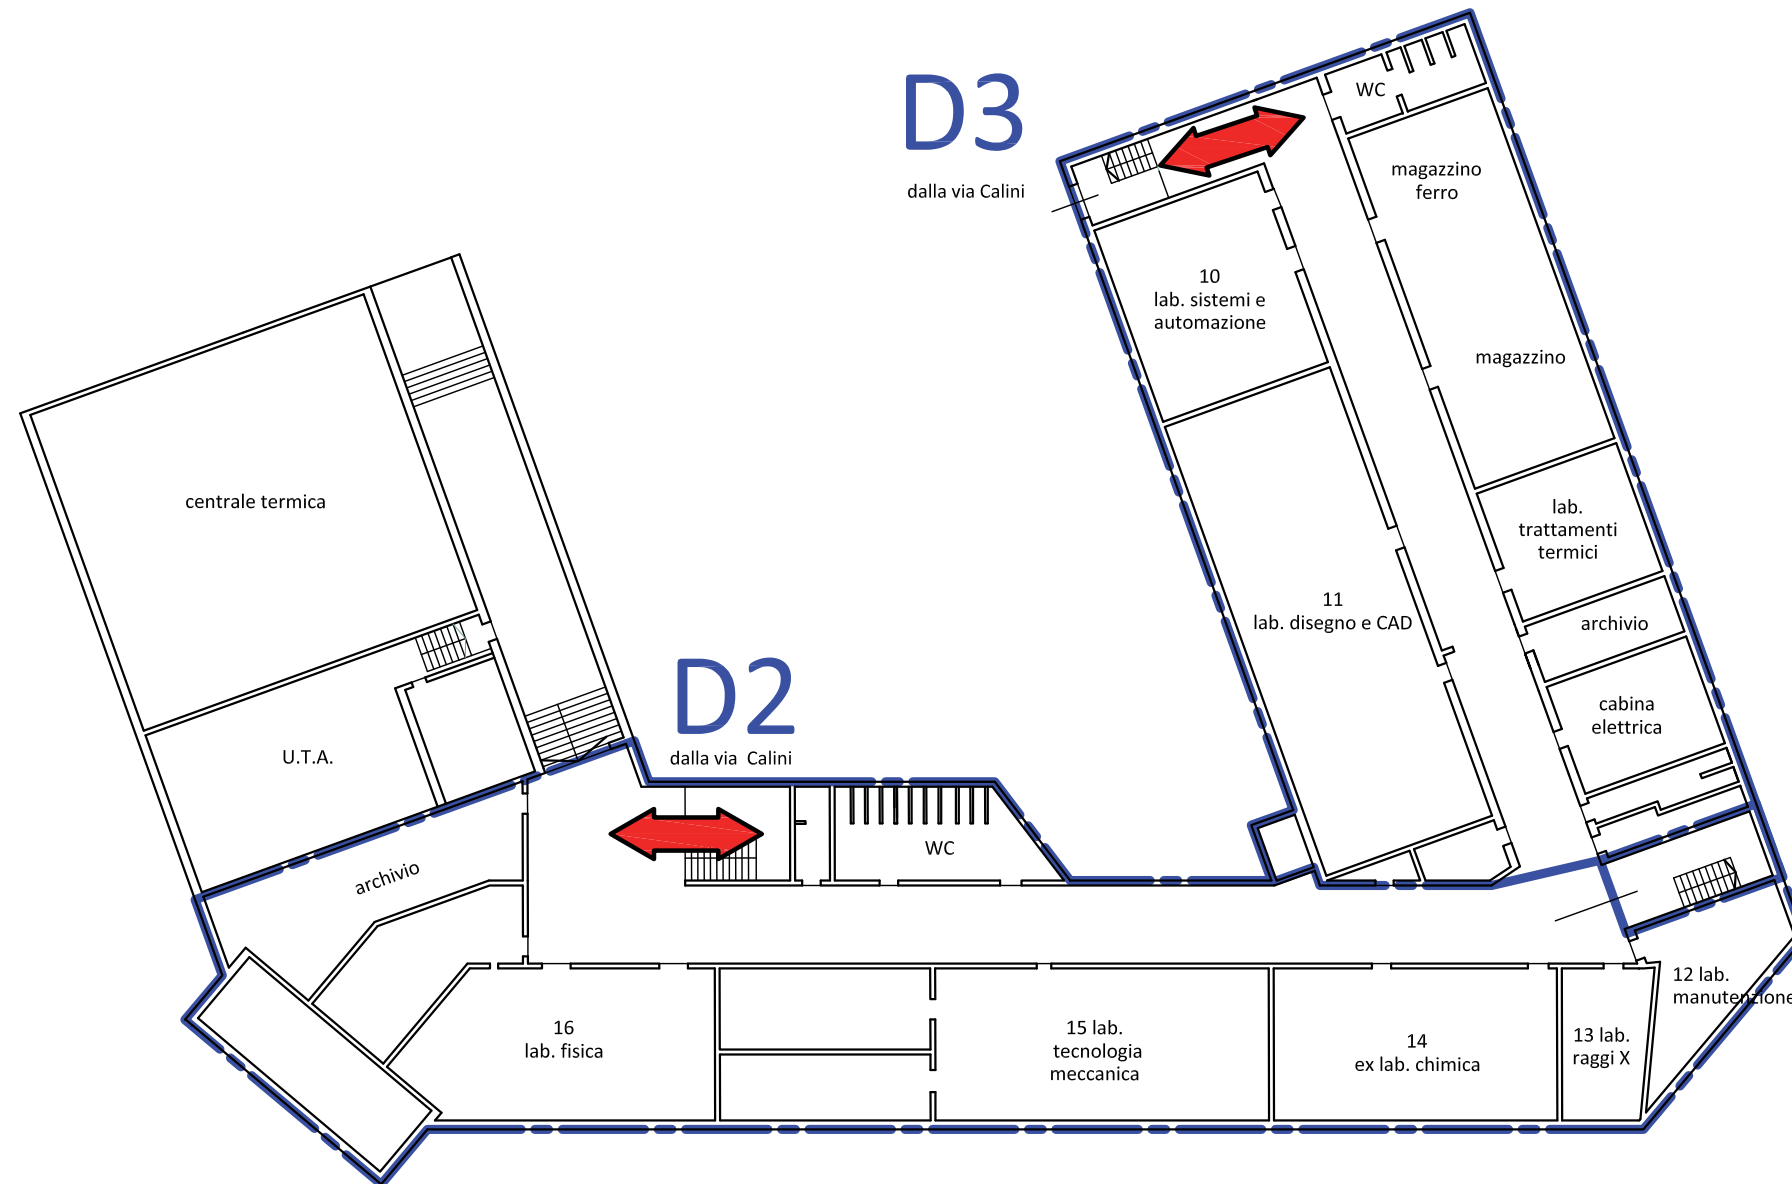 D3
dalla via Calini
WC
magazzino
ferro
10
lab. sistemi e
automazione
magazzino
centrale termica
lab.
trattamenti
termici
11
lab. disegno e CAD
archivio
cabina
elettrica
D2
dalla via Calini
U.T.A.
WC
archivio
12 lab.
manutenzione
16
lab. fisica
15 lab.
tecnologia
meccanica
14
ex lab. chimica
13 lab.
raggi X